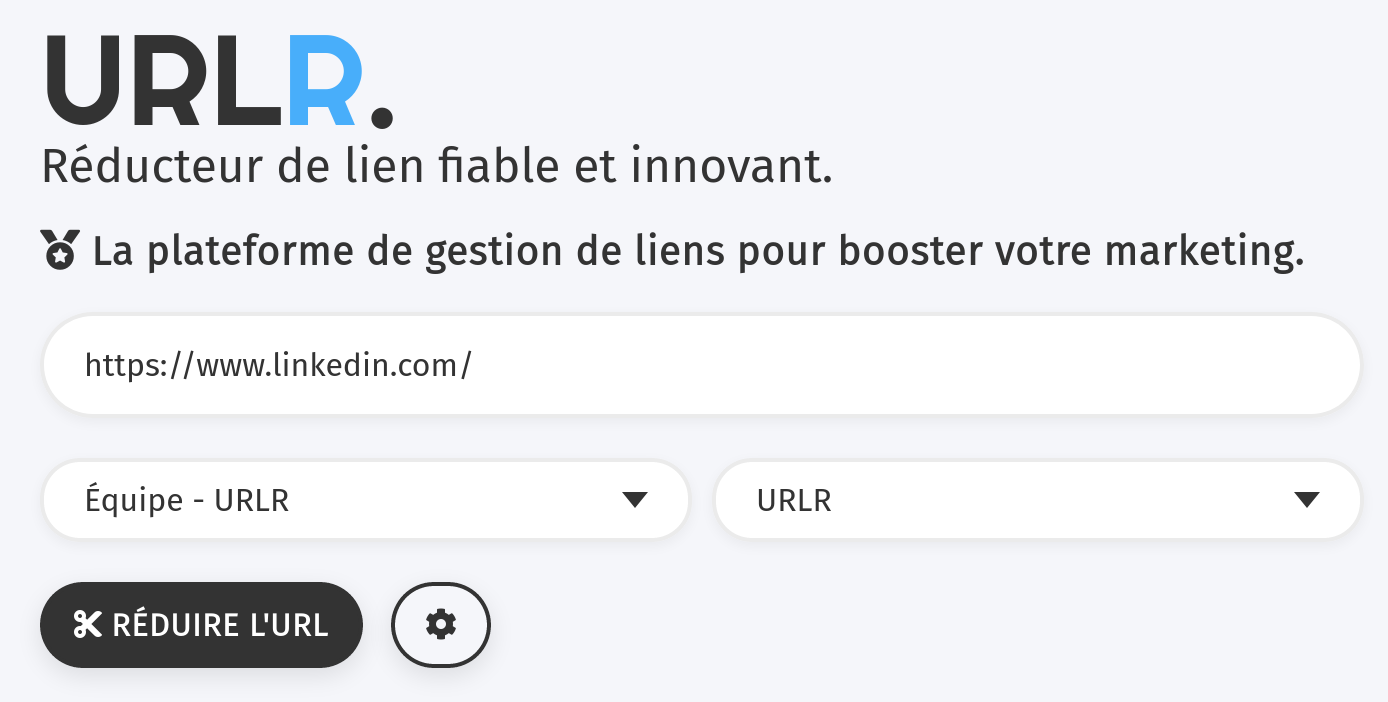 URLR.
Réducteur de lien fiable et innovant.
La plateforme de gestion de liens pour booster votre marketing.
https://www.linkedin.com/
Équipe - URLR
URLR
RÉDUIRE L'URL